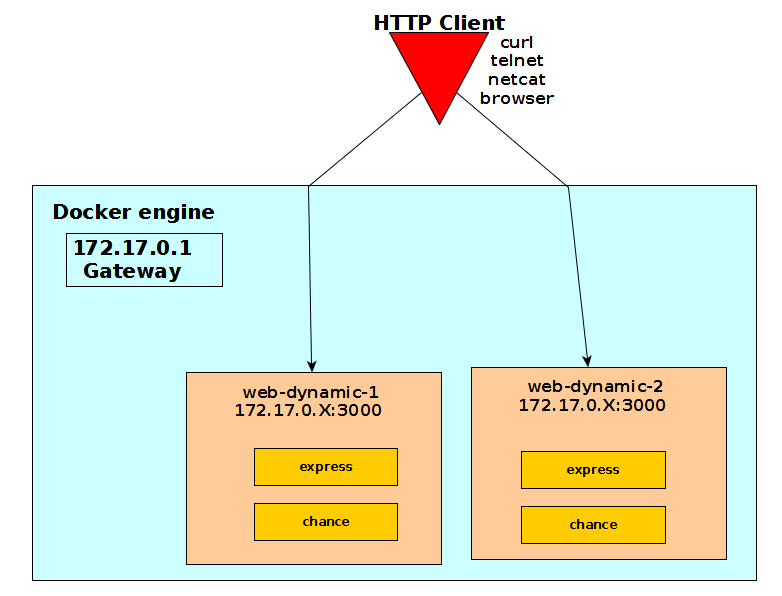 HTTP Client
curl
telnet
netcat
browser
Docker engine
172.17.0.1
Gateway
web-dynamic-1
172.17.0.X:3000
express
chance
web-dynamic-2
172.17.0.X:3000
express
chance